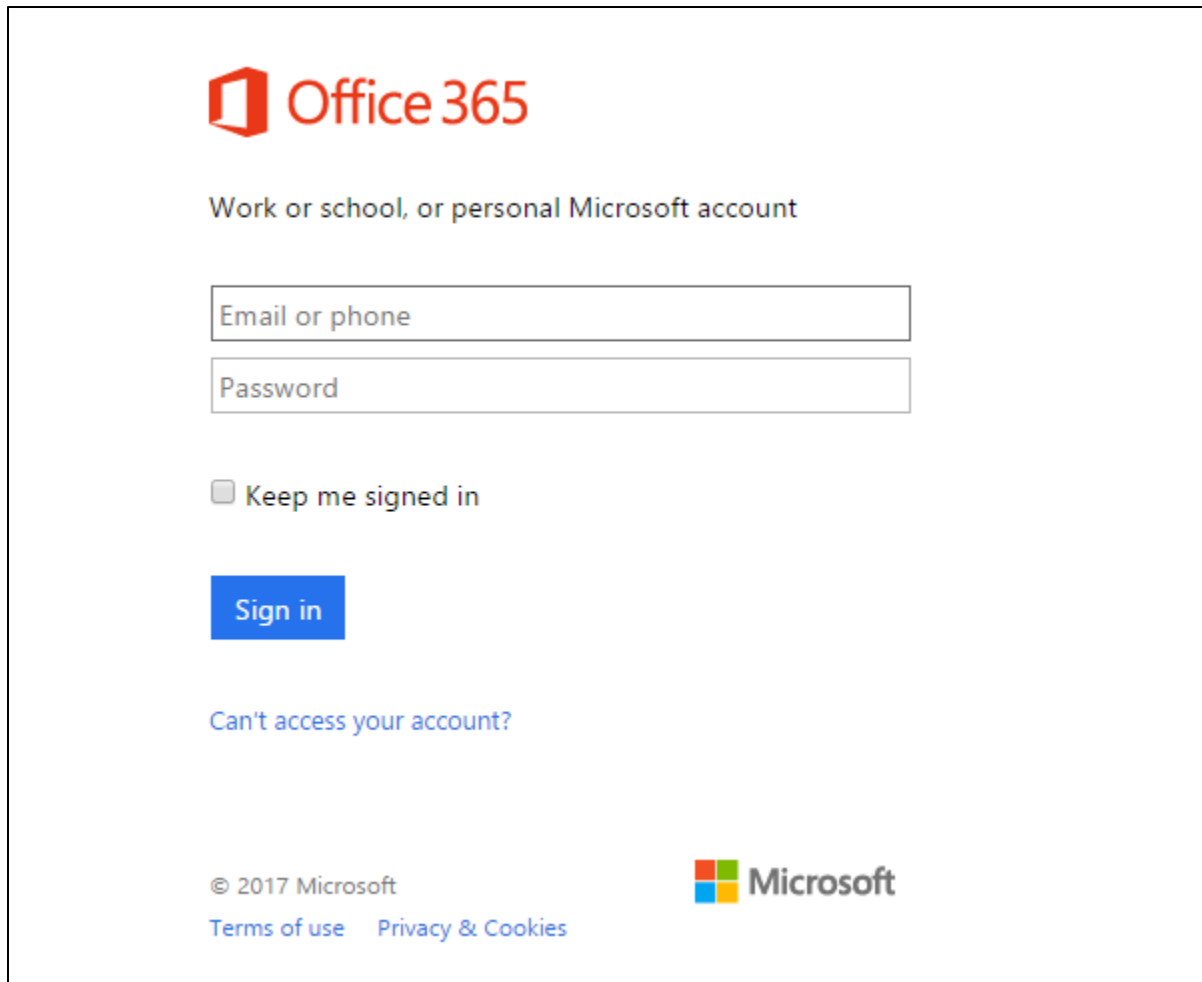 Office 365
Work or school, or personal Microsoft account
Email or phone
Password
Keep me signed in
Sign in
Can't access your account?
© 2017 Microsoft
Microsoft
Terms of use Privacy & Cookies